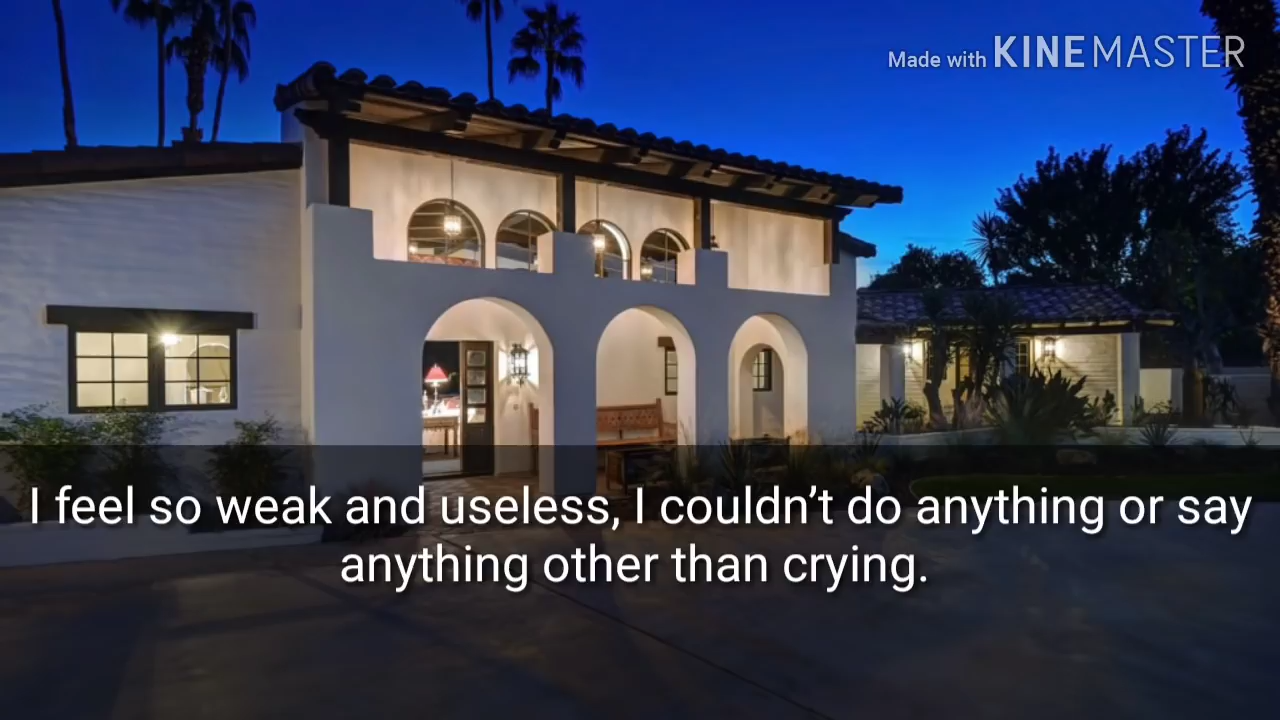 Made with KINEMASTER
I feel so weak and useless, I couldn’t do anything or say
anything other than crying.